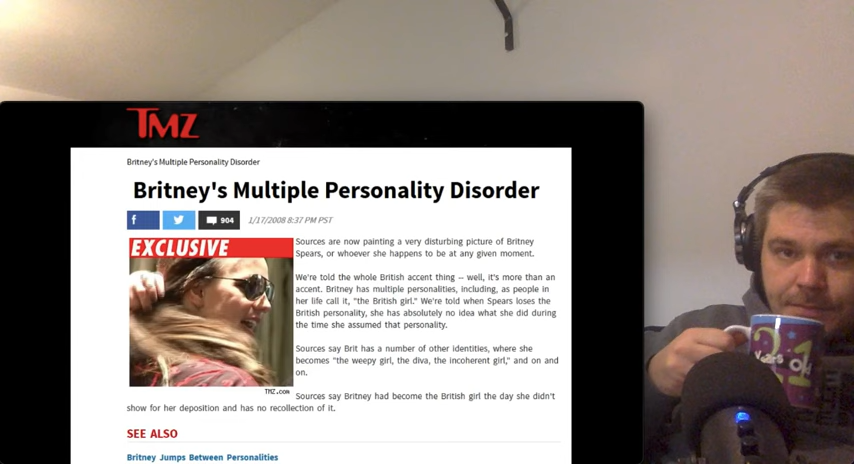 TMZ
Britney's Multiple Personality Disorder
Britney's Multiple Personality Disorder
f
904
1/17/2008 8:37 PM PST
EXCLUSIVE
Sources are now painting a very disturbing picture of Britney
Spears, or whoever she happens to be at any given moment.
We're told the whole British accent thing -- well, it's more than an
accent. Britney has multiple personalities, including, as people in
her life call it, "the British girl." We're told when Spears loses the
British personality, she has absolutely no idea what she did during
the time she assumed that personality.
Sources say Brit has a number of other identities, where she
becomes "the weepy girl, the diva, the incoherent girl," and on and
on.
TMZ.com
Sources say Britney had become the British girl the day she didn't
show for her deposition and has no recollection of it.
SEE ALSO
Britney Jumps Between Personalities
21
Years old